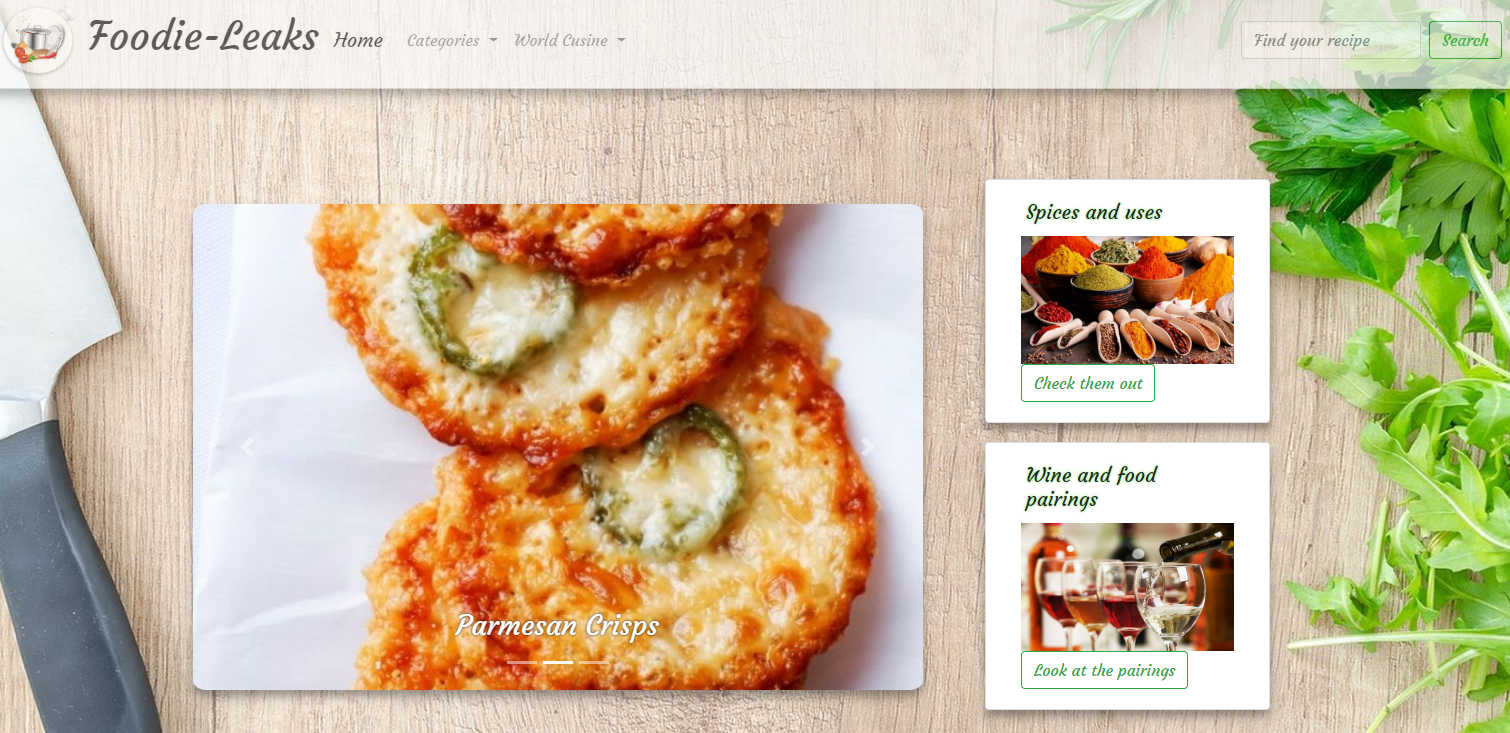 Foodie-Leaks Home Categories World Cusine Find your recipe Search
Spices and uses
Check them out
Wine and food
pairings
Look at the pairings
Parmesan Crisps